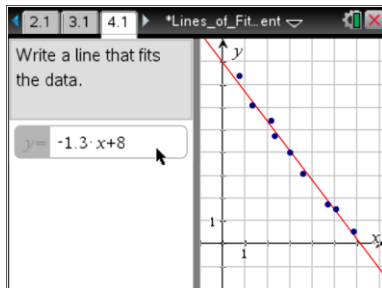 2.1 3.1 4.1 *Lines_of_Fit…ent
Write a line that fits
the data.
y= -1.3·x+8
y
1
1
x